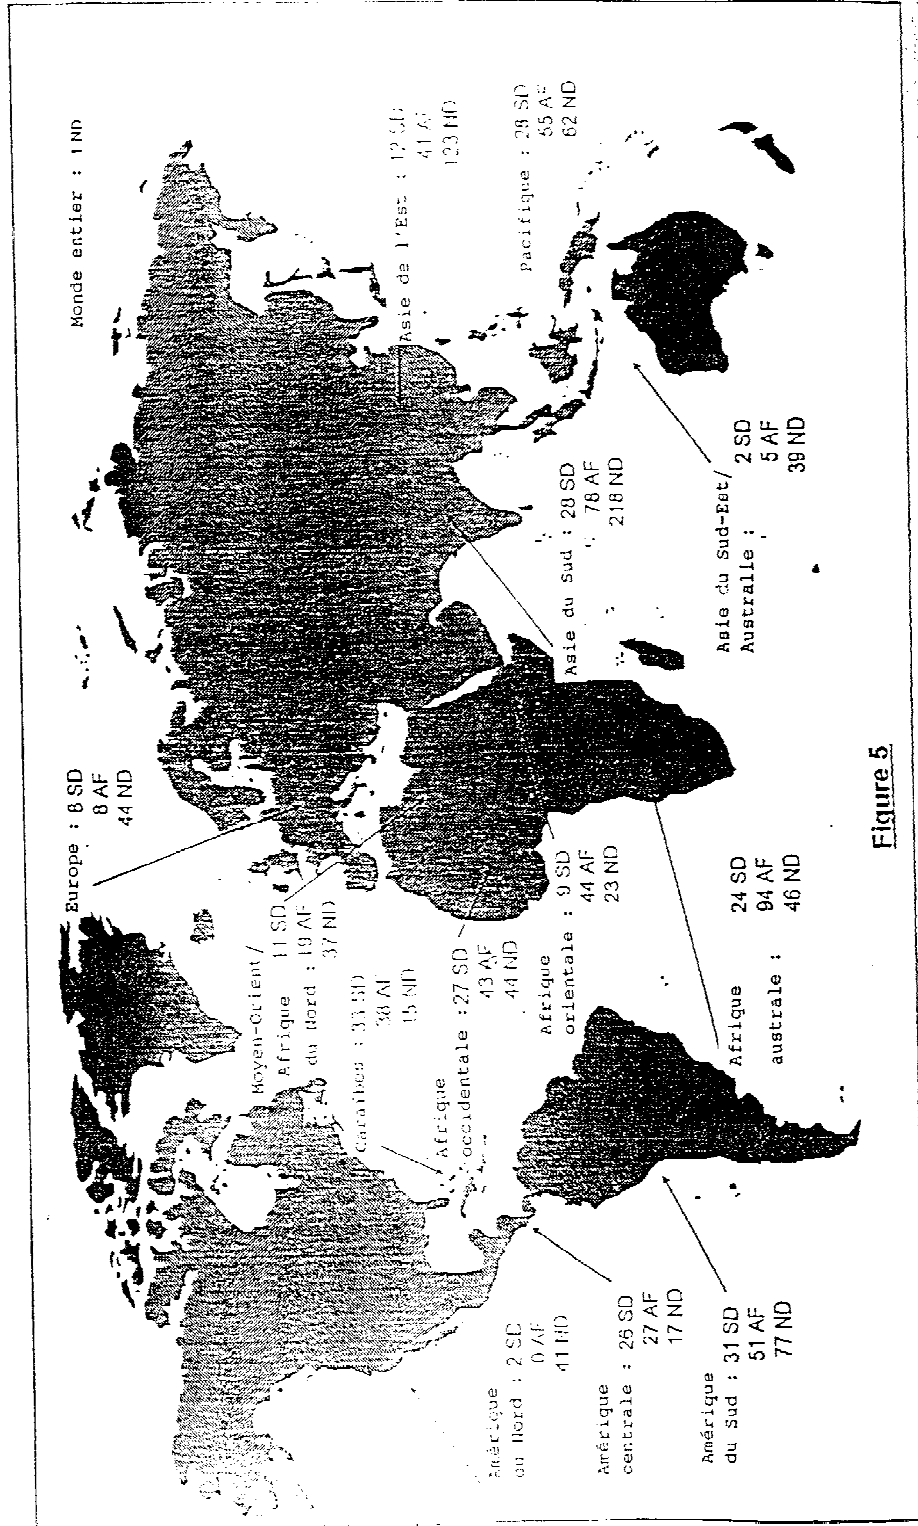 Monde entier : 1 ND
Europe : 8 SD
8 AF
44 ND
Asie de l'Est : 12 SD
41 AF
123 ND
Pacifique : 28 SD
55 AF
62 ND
Moyen-Orient/
Afrique 11 SD
du Nord : 19 AF
37 ND
Caraïbes : 33 SD
38 AF
15 ND
Afrique
occidentale : 27 SD
43 AF
44 ND
Afrique
orientale : 9 SD
44 AF
23 ND
Asie du Sud : 28 SD
78 AF
218 ND
Asie du Sud-Est/
Australie :
2 SD
5 AF
39 ND
Amérique
du Nord : 2 SD
0 AF
41 ND
Amérique
centrale : 26 SD
27 AF
17 ND
Amérique
du Sud : 31 SD
51 AF
77 ND
Afrique
australe :
24 SD
94 AF
46 ND
Figure 5